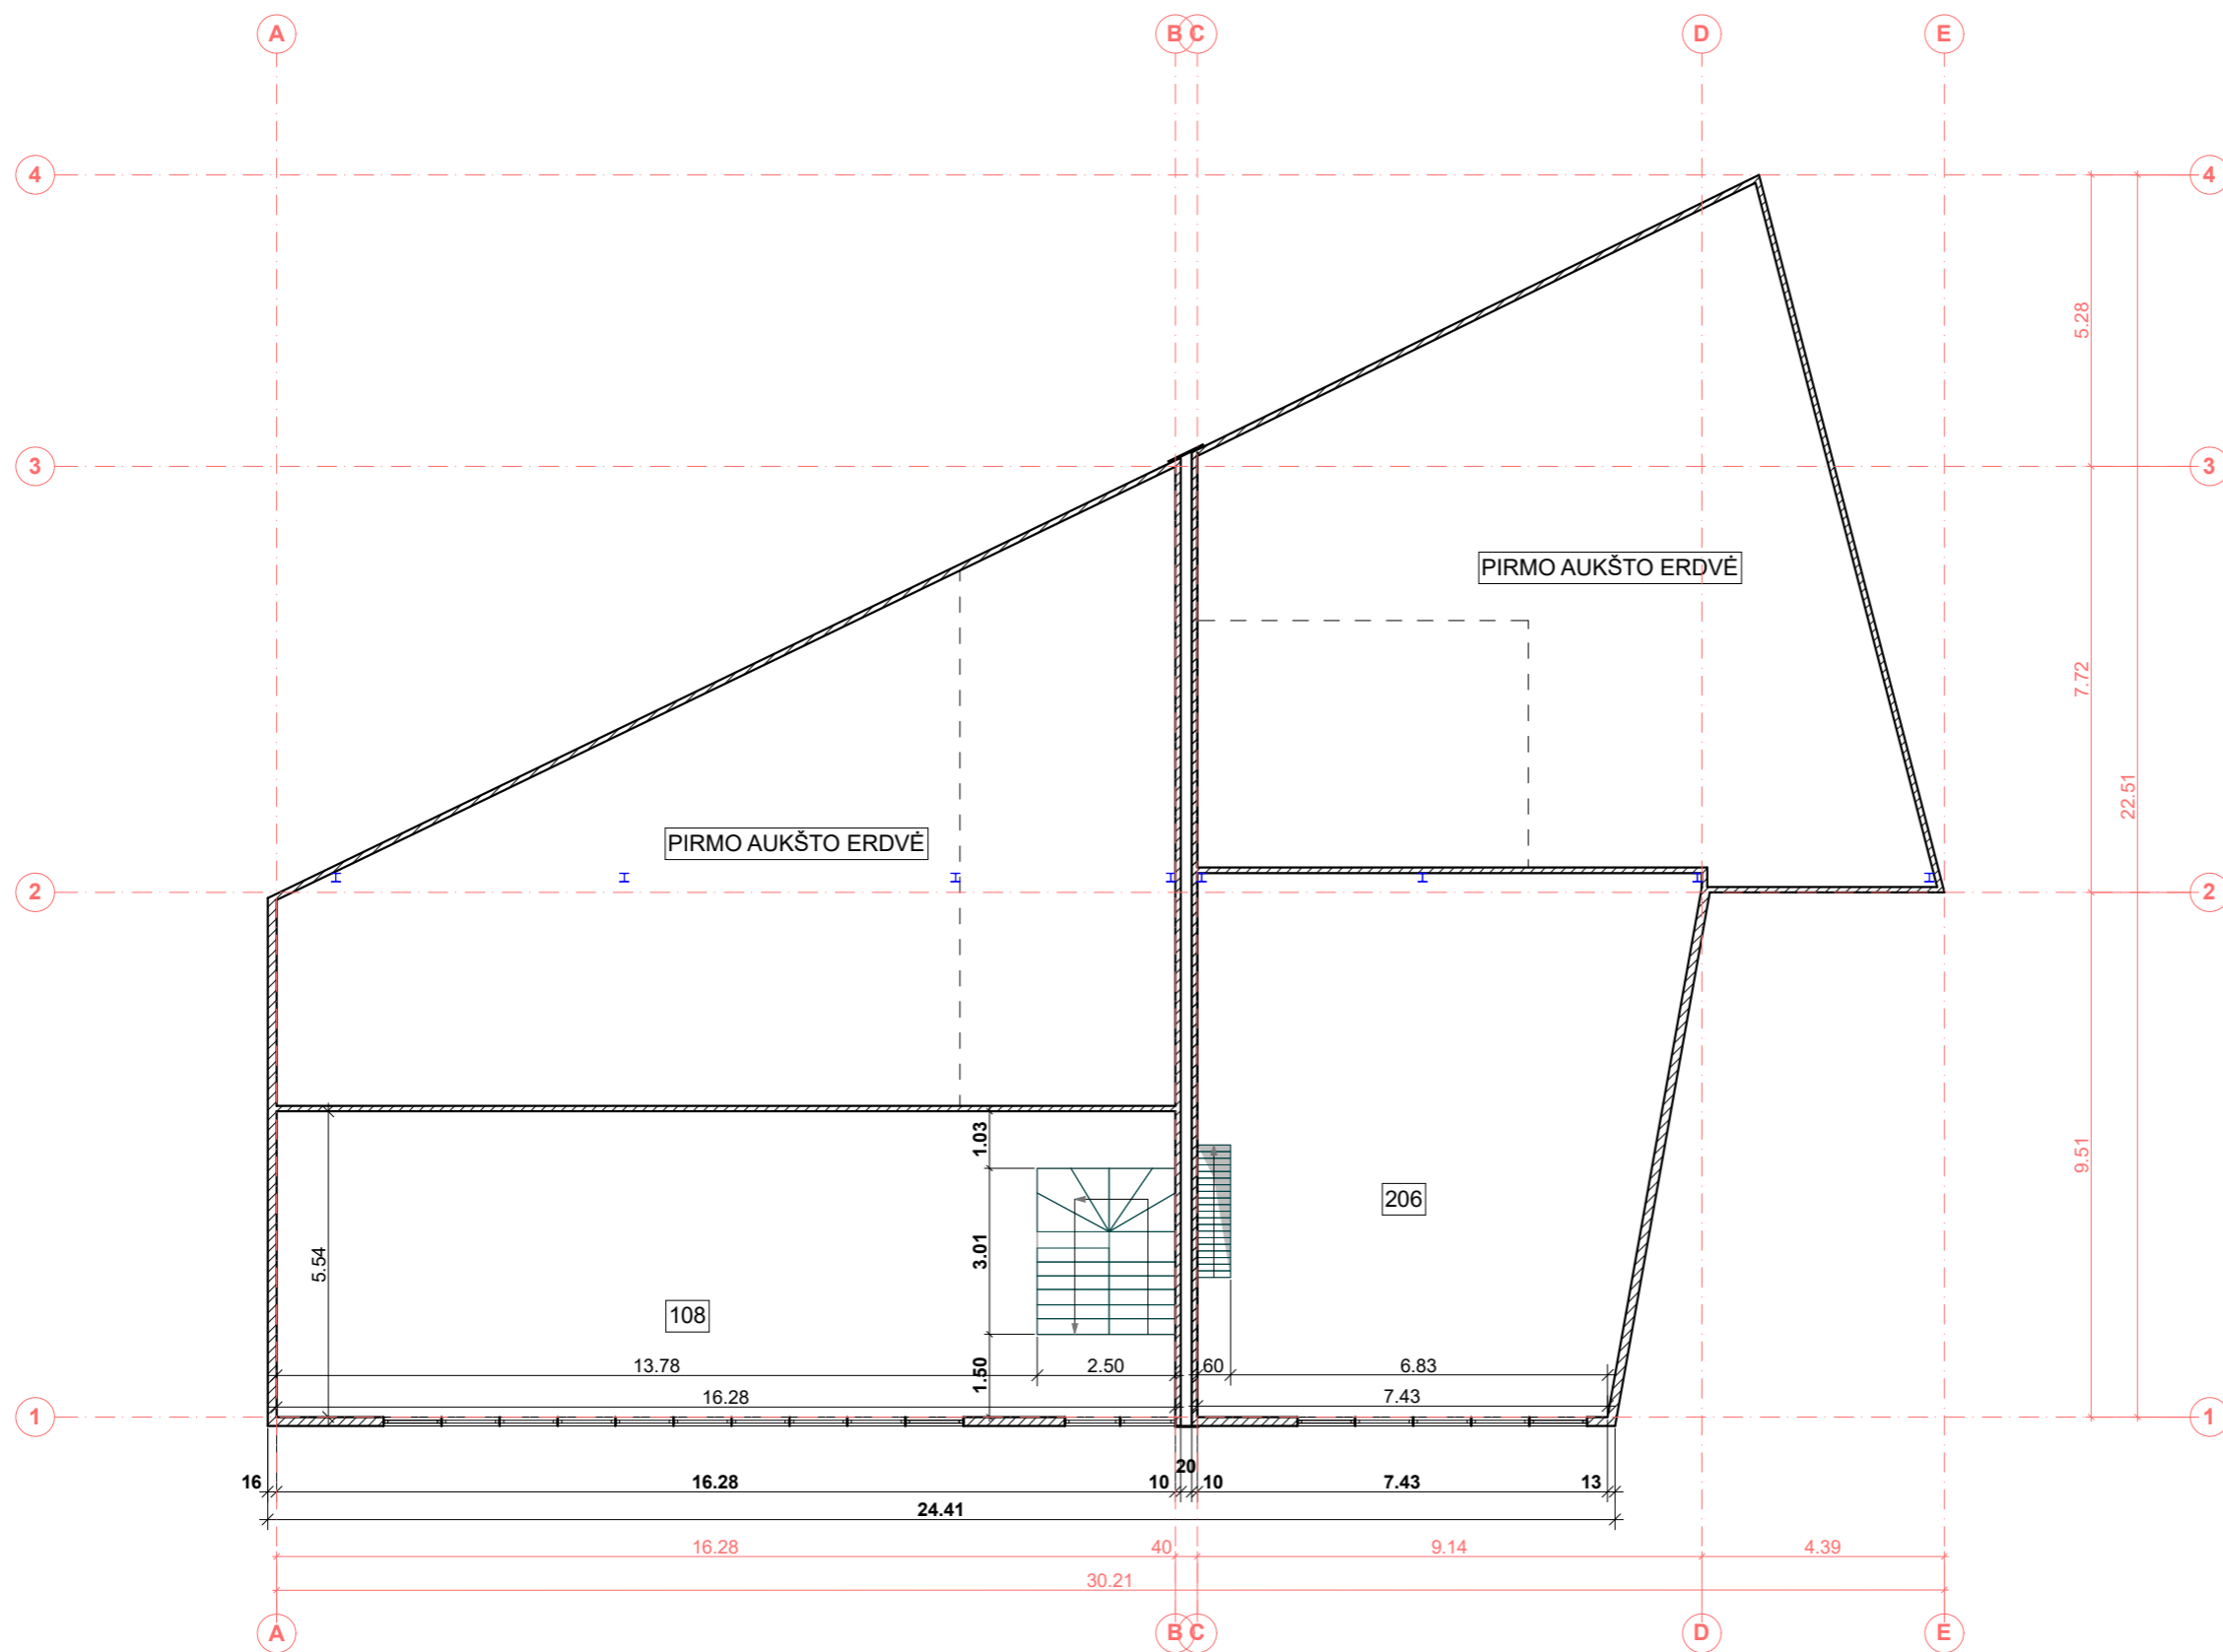 A B C D E
4 4
5.28
3 3
PIRMO AUKŠTO ERDVĖ
7.72
22.51
PIRMO AUKŠTO ERDVĖ
2 2
1.03
9.51
206
5.54
3.01
108
13.78 2.50 1.50 60 6.83
16.28 7.43
1 1
16 16.28 10 20 10 7.43 13
24.41
16.28 40 9.14 4.39
30.21
A B C D E